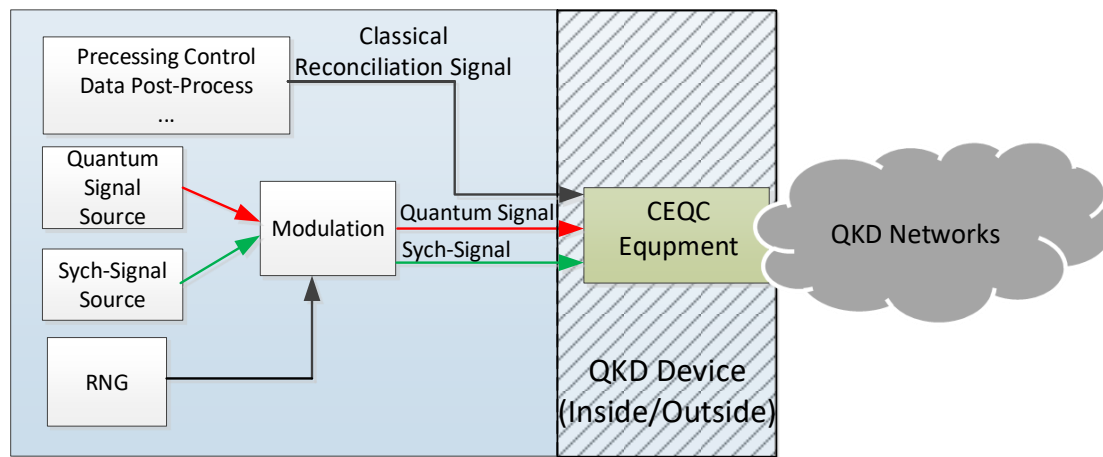 Precessing Control
Data Post-Process
...
Classical
Reconciliation Signal
Quantum
Signal
Source
Modulation
Quantum Signal
Sych-Signal
Sych-Signal
Source
RNG
CEQC
Equpment
QKD Networks
QKD Device
(Inside/Outside)